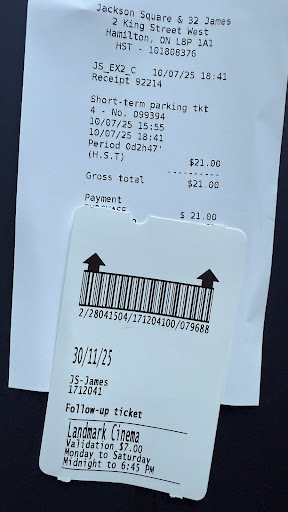 Jackson Square & 32 James
2 King Street West
Hamilton, ON L8P 1A1
HST - 101808376
JS_EX2_C 10/07/25 18:41
Receipt 92214
Short-term parking tkt
4 - No. 099394
10/07/25 15:55
10/07/25 18:41
Period 0d2h47'
(H.S.T) $21.00
----------
Gross total $21.00
Payment
$ 21.00
2/28041504/171204100/079688
30/11/25
JS-James
1712041
Follow-up ticket
Landmark Cinema
Validation $7.00
Monday to Saturday
Midnight to 6:45 PM